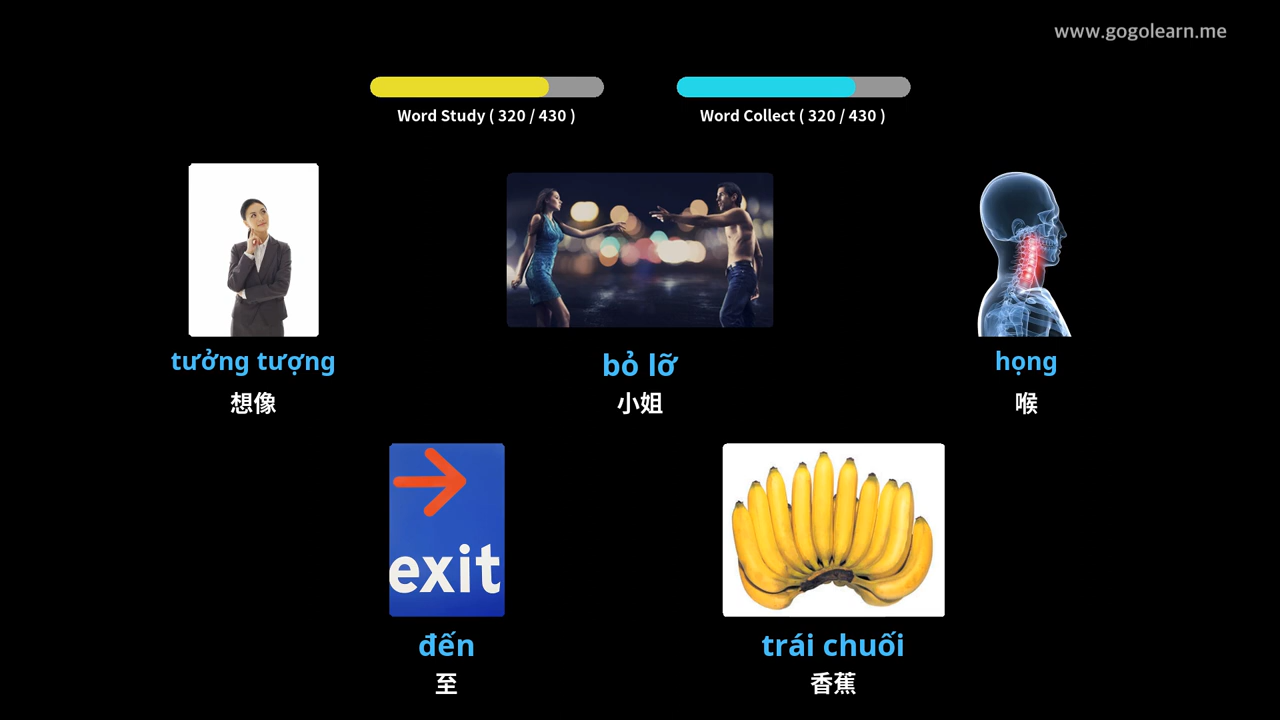 www.gogolearn.me
Word Study ( 320 / 430 )
Word Collect ( 320 / 430 )
tưởng tượng
想像
bỏ lỡ
小姐
họng
喉
exit
đến
至
trái chuối
香蕉